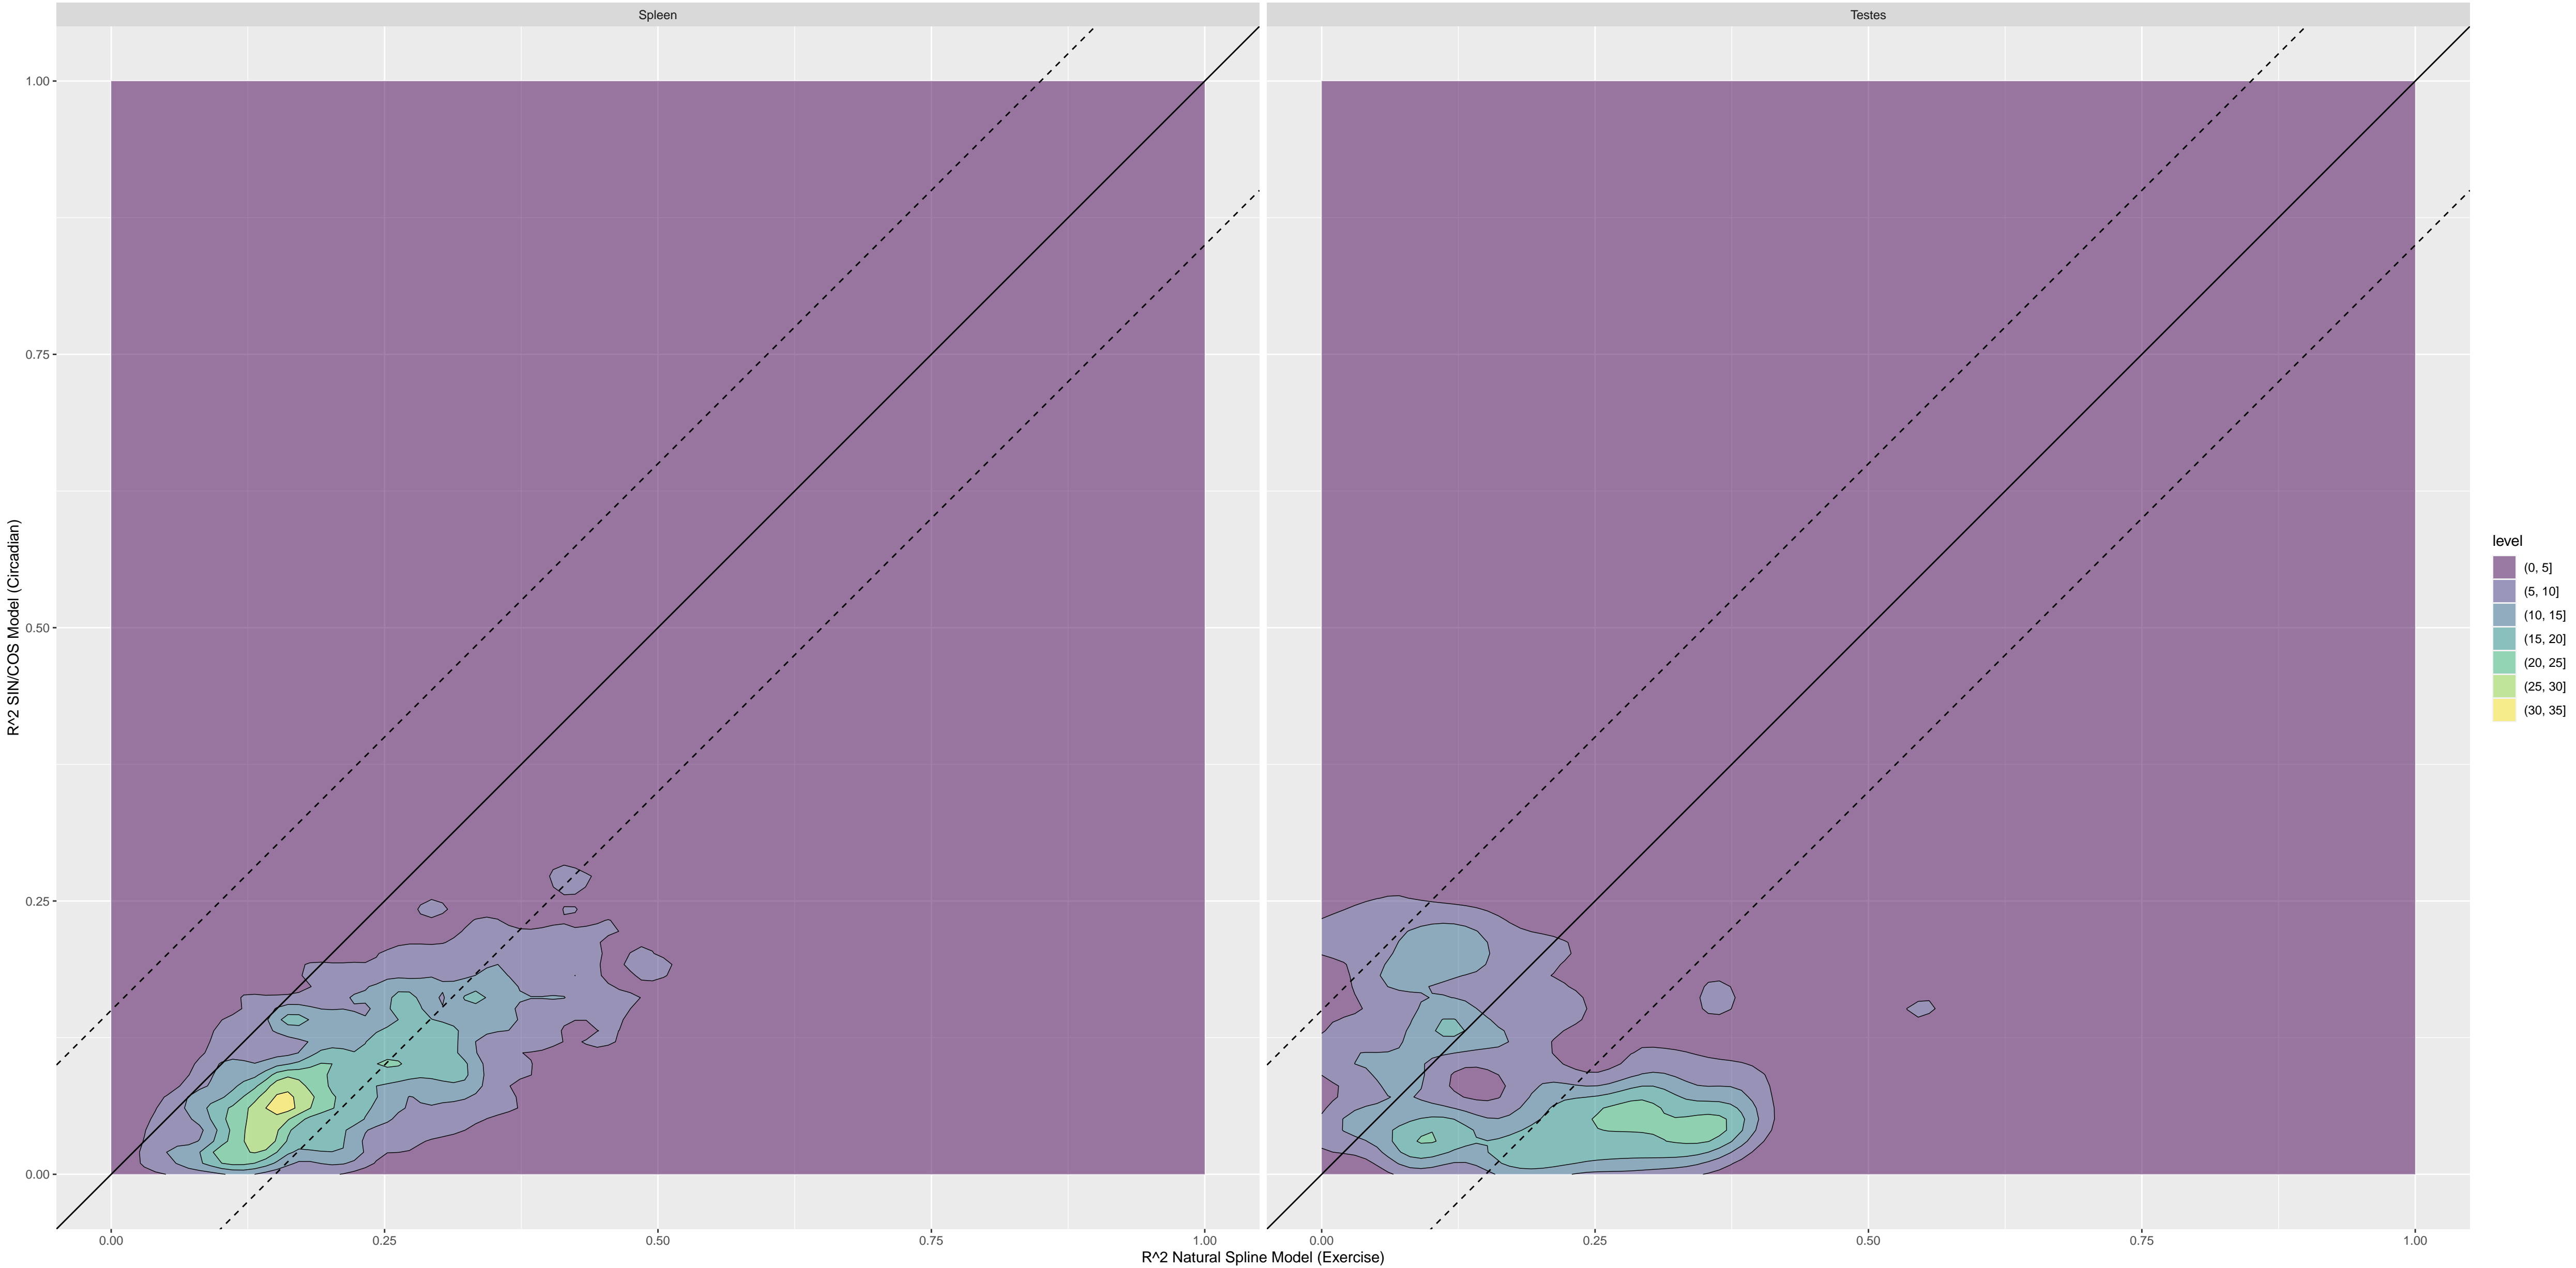 Spleen
Testes
1.00
0.75
0.50
0.25
0.00
R^2 SIN/COS Model (Circadian)
0.00 0.25 0.50 0.75 1.00
0.00 0.25 0.50 0.75 1.00
R^2 Natural Spline Model (Exercise)
level
(0, 5]
(5, 10]
(10, 15]
(15, 20]
(20, 25]
(25, 30]
(30, 35]